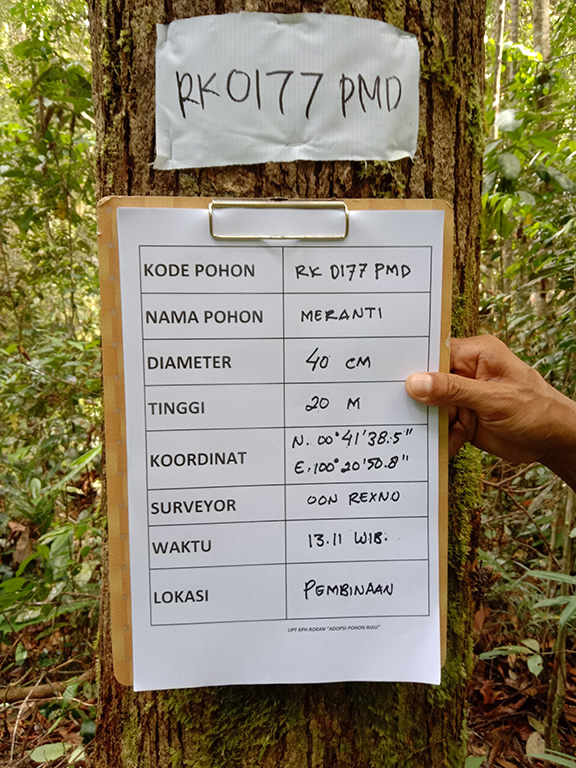 RK0177 PMD
KODE POHON RK 0177 PMD
NAMA POHON MERANTI
DIAMETER 40 CM
TINGGI 20 M
KOORDINAT N. 00°41'38.5"
E.100°20'50.8"
SURVEYOR OON REXNO
WAKTU 13.11 WIB.
LOKASI PEMBINAAN
UPT KPH ROKAN "ADOPSI POHON RIAU"